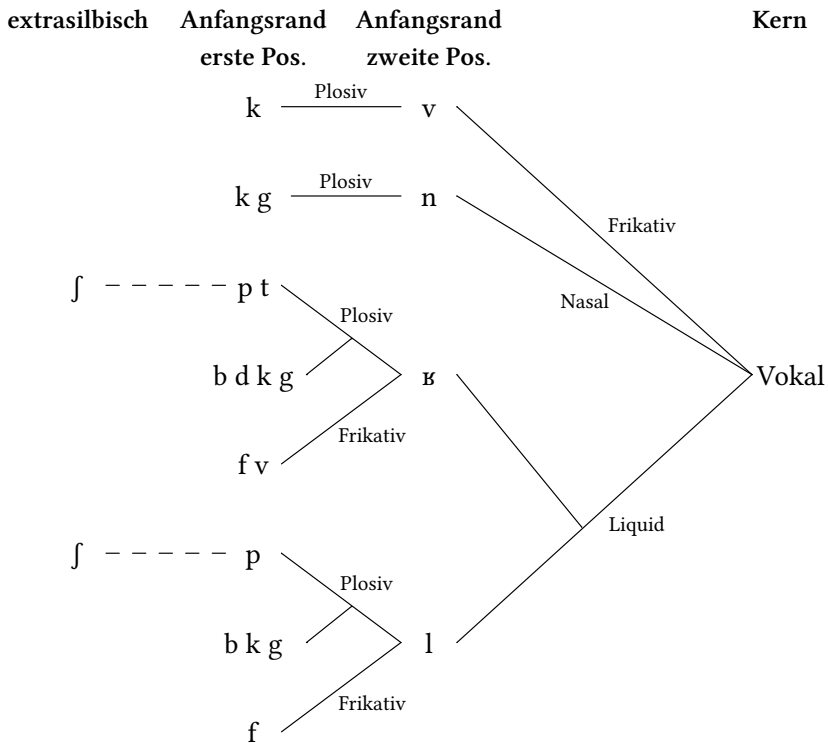 extrasilbisch Anfangsrand Anfangsrand Kern
erste Pos. zweite Pos.
k Plosiv v
k g Plosiv n
Frikativ
ʃ p t
Nasal
Plosiv
b d k g ʁ Vokal
Frikativ
f v
Liquid
ʃ p
Plosiv
b k g l
Frikativ
f